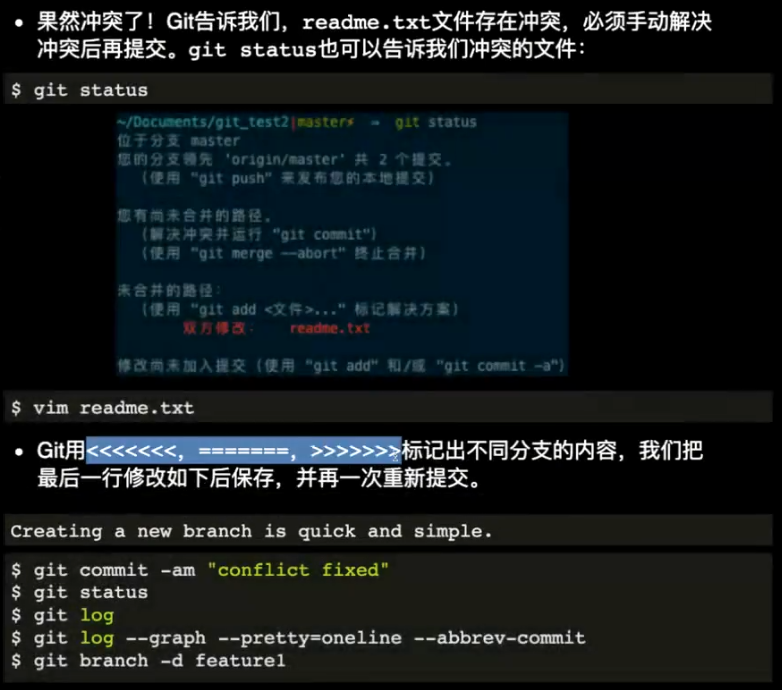 • 果然冲突了！Git告诉我们，readme.txt文件存在冲突，必须手动解决
冲突后再提交。git status也可以告诉我们冲突的文件：
$ git status
~/Documents/git_test2|master⚡ ⇒ git status
位于分支 master
您的分支领先 'origin/master' 共 2 个提交。
（使用 "git push" 来发布您的本地提交）
您有尚未合并的路径。
（解决冲突并运行 "git commit"）
（使用 "git merge --abort" 终止合并）
未合并的路径：
（使用 "git add <文件>..." 标记解决方案）
双方修改： readme.txt
修改尚未加入提交（使用 "git add" 和/或 "git commit -a"）
$ vim readme.txt
• Git用<<<<<<<, =======, >>>>>>>标记出不同分支的内容，我们把
最后一行修改如下后保存，并再一次重新提交。
Creating a new branch is quick and simple.
$ git commit -am "conflict fixed"
$ git status
$ git log
$ git log --graph --pretty=oneline --abbrev-commit
$ git branch -d feature1